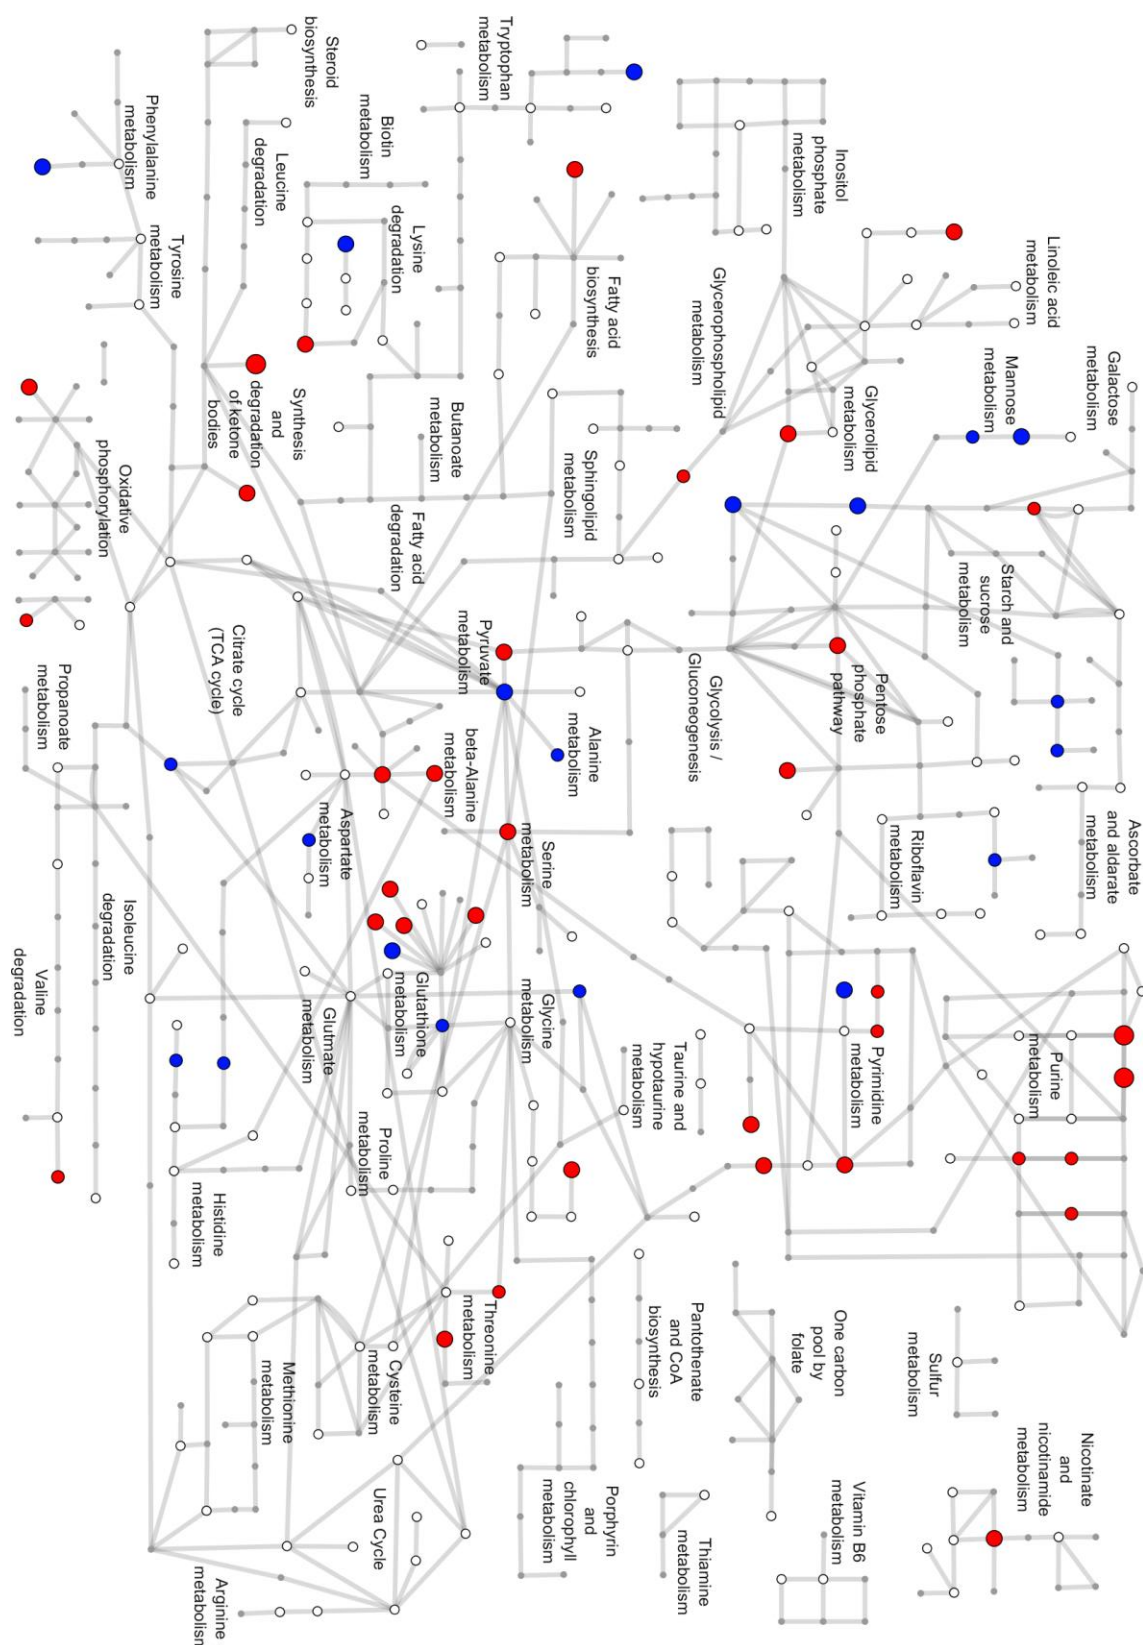 Steroid
biosynthesis
Phenylalanine
metabolism
Tyrosine
metabolism
Leucine
degradation
Biotin
metabolism
Lysine
degradation
Tryptophan
metabolism
Fatty acid
biosynthesis
Inositol
phosphate
metabolism
Linoleic acid
metabolism
Glycerophospholipid
metabolism
Glycerolipid
metabolism
Mannose
metabolism
Galactose
metabolism
Synthesis
and
degradation
of ketone
bodies
Butanoate
metabolism
Sphingolipid
metabolism
Oxidative
phosphorylation
Fatty acid
degradation
Starch and
sucrose
metabolism
Citrate cycle
(TCA cycle)
Pyruvate
metabolism
Glycolysis /
Gluconeogenesis
Pentose
phosphate
pathway
Propanoate
metabolism
Alanine
metabolism
beta-Alanine
metabolism
Aspartate
metabolism
Serine
metabolism
Riboflavin
metabolism
Ascorbate
and aldarate
metabolism
Isoleucine
degradation
Valine
degradation
Glutmate
metabolism
Glutathione
metabolism
Glycine
metabolism
Taurine and
hypotaurine
metabolism
Pyrimidine
metabolism
Purine
metabolism
Histidine
metabolism
Proline
metabolism
Threonine
metabolism
Cysteine
metabolism
Methionine
metabolism
Pantothenate
and CoA
biosynthesis
One carbon
pool by
folate
Sulfur
metabolism
Nicotinate
and
nicotinamide
metabolism
Urea Cycle
Arginine
metabolism
Porphyrin
and
chlorophyll
metabolism
Thiamine
metabolism
Vitamin B6
metabolism